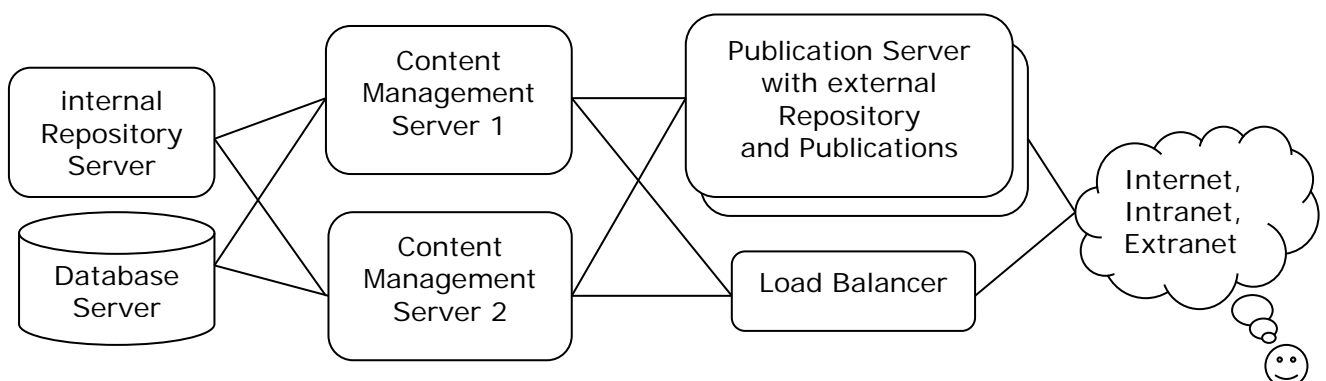 internal
Repository
Server
Database
Server
Content
Management
Server 1
Content
Management
Server 2
Publication Server
with external
Repository
and Publications
Load Balancer
Internet,
Intranet,
Extranet